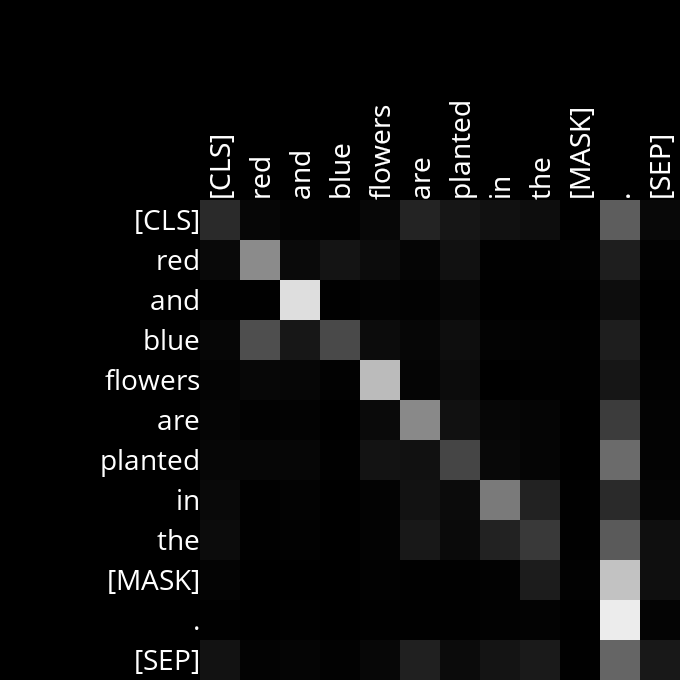 [CLS] red and blue flowers are planted in the [MASK] . [SEP]
[CLS]
red
and
blue
flowers
are
planted
in
the
[MASK]
.
[SEP]